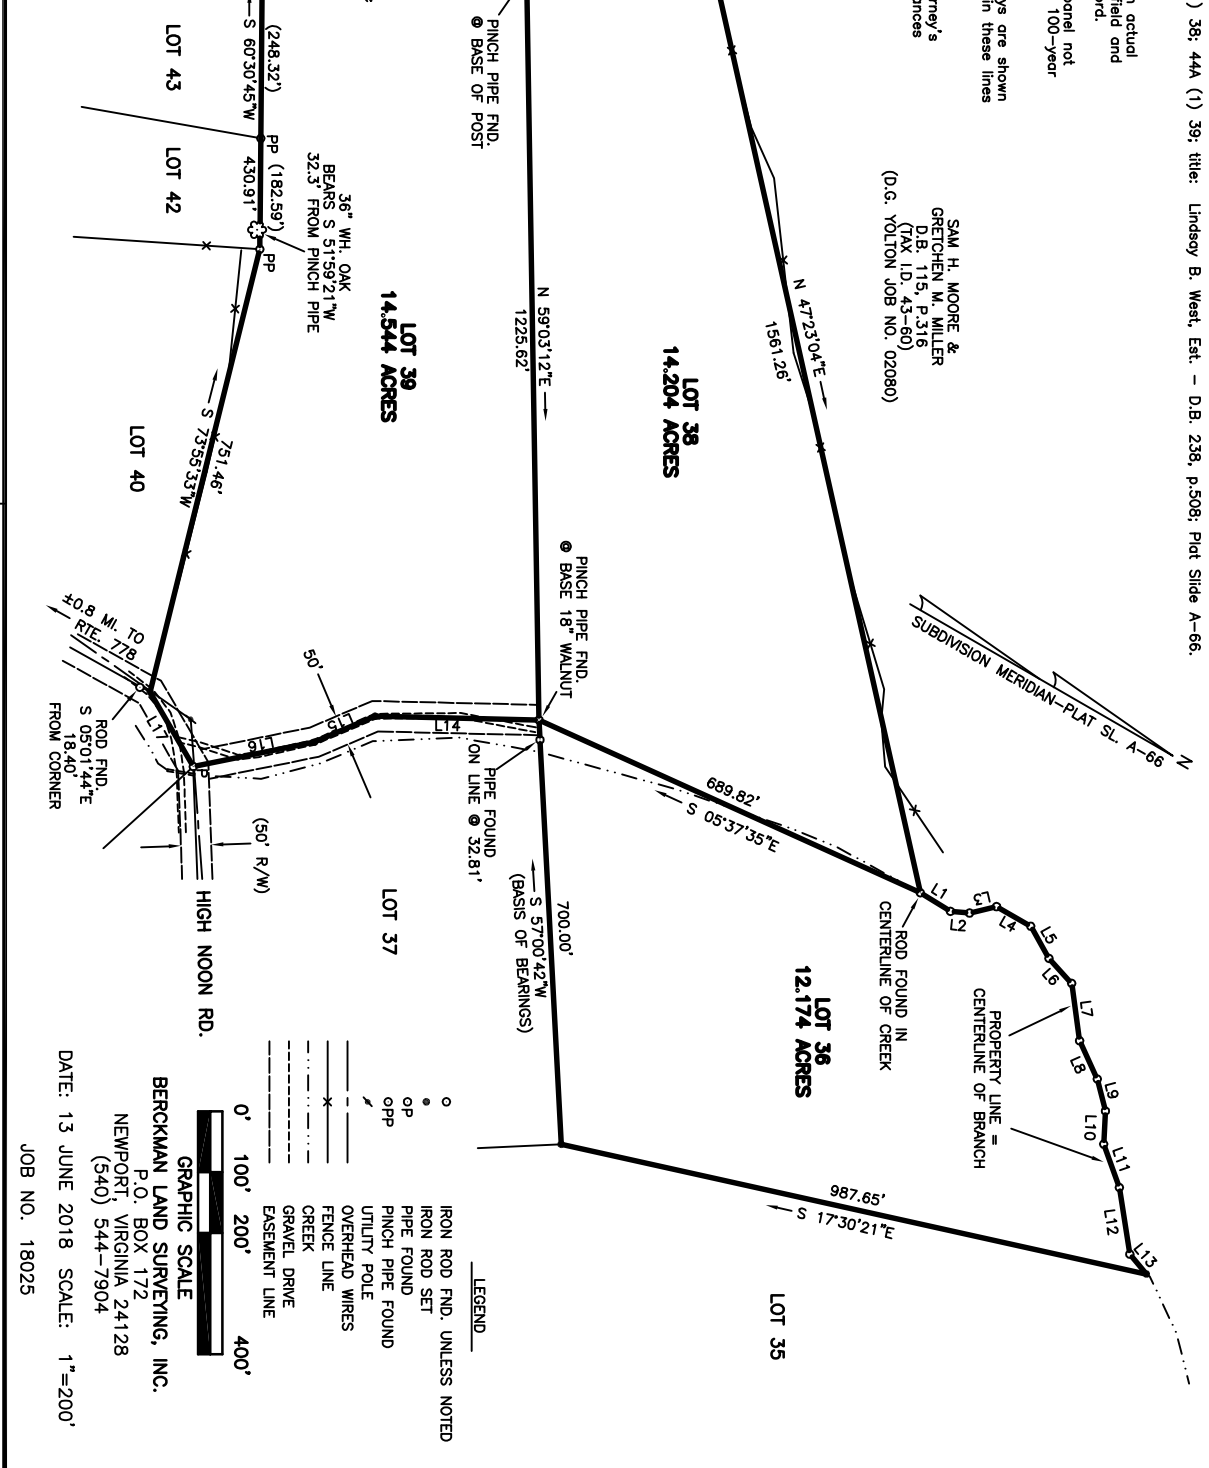 ) 38; 44A (1) 39; title: Lindsay B. West, Est. – D.B. 238, p.508; Plat Slide A–66.
n actual
field and
ord.
panel not
100–year
ys are shown
in these lines
rney's
ances
SAM H. MOORE &
GRETCHEN M. MILLER
D.B. 115, P.316
(TAX I.D. 43–60)
(D.G. YOLTON JOB NO. 02080)
N
SUBDIVISION MERIDIAN–PLAT SL. A–66
N 47°23'04"E
1561.26'
LOT 38
14.204 ACRES
L1
L2
L3
L4
L5
L6
L7
L8
L9
L10
L11
L12
L13
PROPERTY LINE =
CENTERLINE OF BRANCH
ROD FOUND IN
CENTERLINE OF CREEK
LOT 36
12.174 ACRES
987.65'
S 17°30'21"E
LOT 35
689.82'
S 05°37'35"E
PINCH PIPE FND.
@ BASE OF POST
N 59°03'12"E
1225.62'
PINCH PIPE FND.
@ BASE 18" WALNUT
700.00'
S 57°00'42"W
(BASIS OF BEARINGS)
PIPE FOUND
ON LINE @ 32.81'
L14
L15
L16
L17
50'
LOT 39
14.544 ACRES
LOT 37
36" WH. OAK
BEARS S 51°59'21"W
32.3' FROM PINCH PIPE
(248.32')
S 60°30'45"W
PP
(182.59')
430.91'
PP
LOT 43
LOT 42
751.46'
S 73°55'33"W
LOT 40
±0.8 MI. TO
RTE. 778
ROD FND.
S 05°01'44"E
18.40'
FROM CORNER
(50' R/W)
HIGH NOON RD.
LEGEND
IRON ROD FND. UNLESS NOTED
IRON ROD SET
OP PIPE FOUND
OPP PINCH PIPE FOUND
UTILITY POLE
OVERHEAD WIRES
FENCE LINE
CREEK
GRAVEL DRIVE
EASEMENT LINE
0' 100' 200' 400'
GRAPHIC SCALE
BERCKMAN LAND SURVEYING, INC.
P.O. BOX 172
NEWPORT, VIRGINIA 24128
(540) 544–7904
DATE: 13 JUNE 2018 SCALE: 1"=200'
JOB NO. 18025